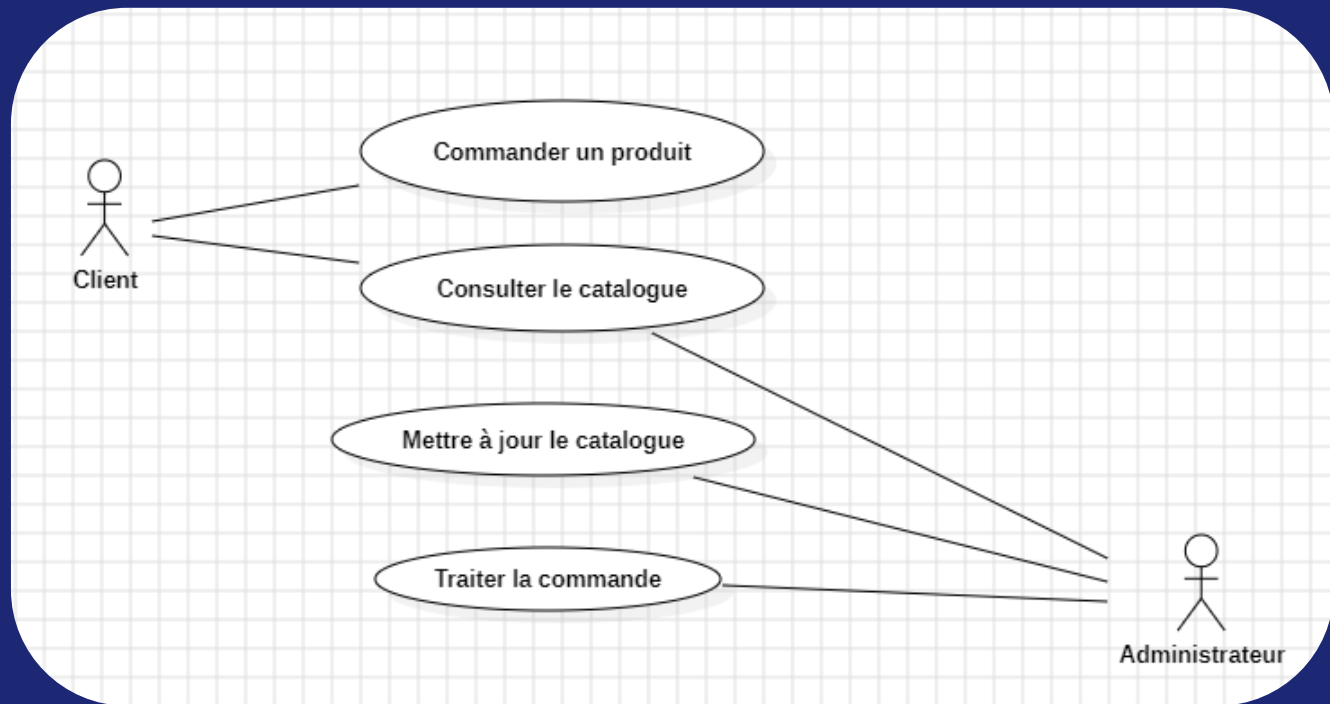 Commander un produit
Client
Consulter le catalogue
Mettre à jour le catalogue
Traiter la commande
Administrateur